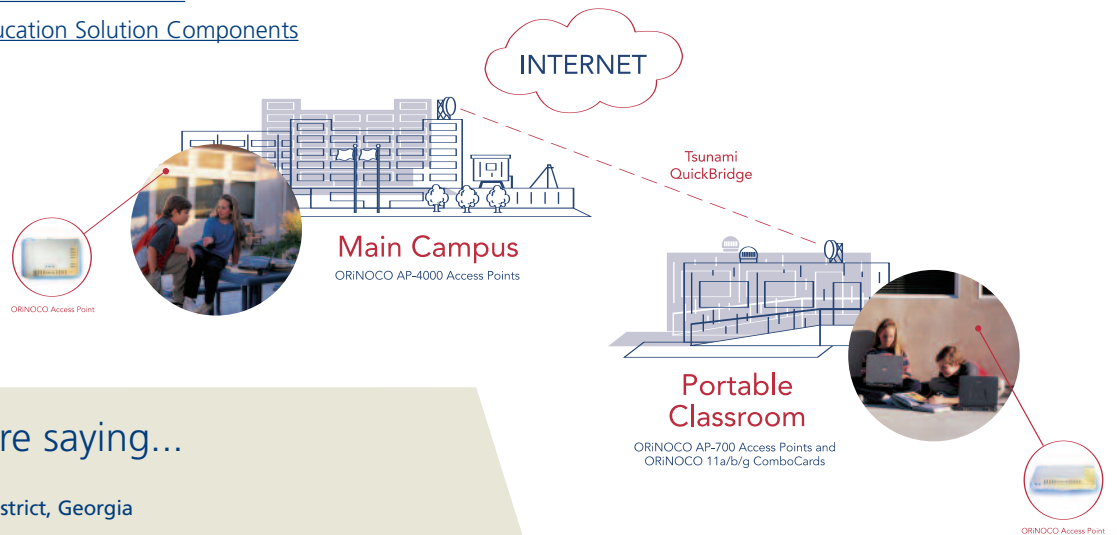 ucation Solution Components
INTERNET
Tsunami
QuickBridge
Main Campus
ORiNOCO AP-4000 Access Points
ORiNOCO Access Point
Portable
Classroom
ORiNOCO AP-700 Access Points and
ORiNOCO 11a/b/g ComboCards
ORiNOCO Access Point
re saying...
strict, Georgia